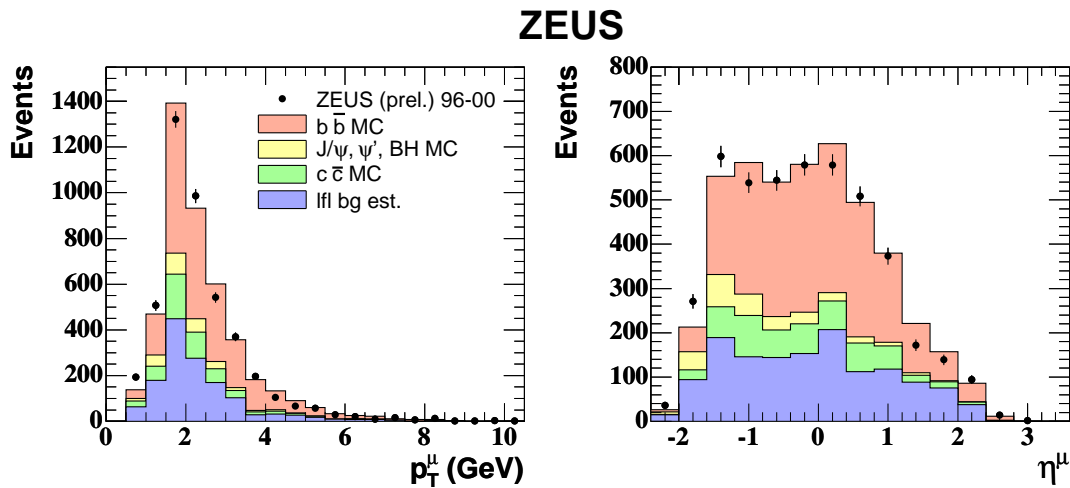 ZEUS
Events
1400
1200
1000
800
600
400
200
0
0 2 4 6 8 10
p_T^μ (GeV)
ZEUS (prel.) 96-00
b b̅ MC
J/ψ, ψ', BH MC
c c̅ MC
lfl bg est.
Events
800
700
600
500
400
300
200
100
0
-2 -1 0 1 2 3
η^μ